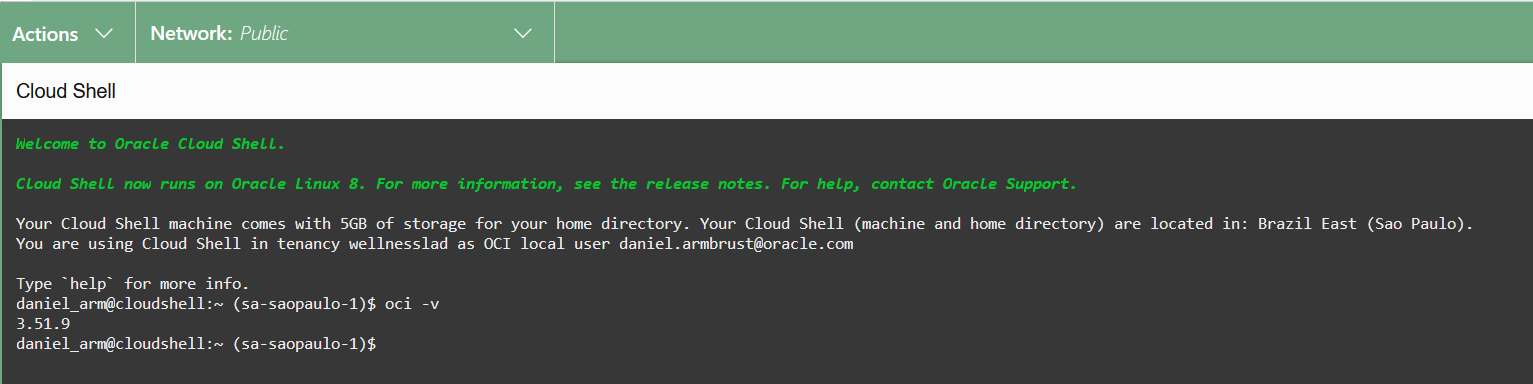 Actions
Network: Public
Cloud Shell
Welcome to Oracle Cloud Shell.
Cloud Shell now runs on Oracle Linux 8. For more information, see the release notes. For help, contact Oracle Support.
Your Cloud Shell machine comes with 5GB of storage for your home directory. Your Cloud Shell (machine and home directory) are located in: Brazil East (Sao Paulo).
You are using Cloud Shell in tenancy wellnesslad as OCI local user daniel.armbrust@oracle.com
Type `help` for more info.
daniel_arm@cloudshell:~ (sa-saopaulo-1)$ oci -v
3.51.9
daniel_arm@cloudshell:~ (sa-saopaulo-1)$